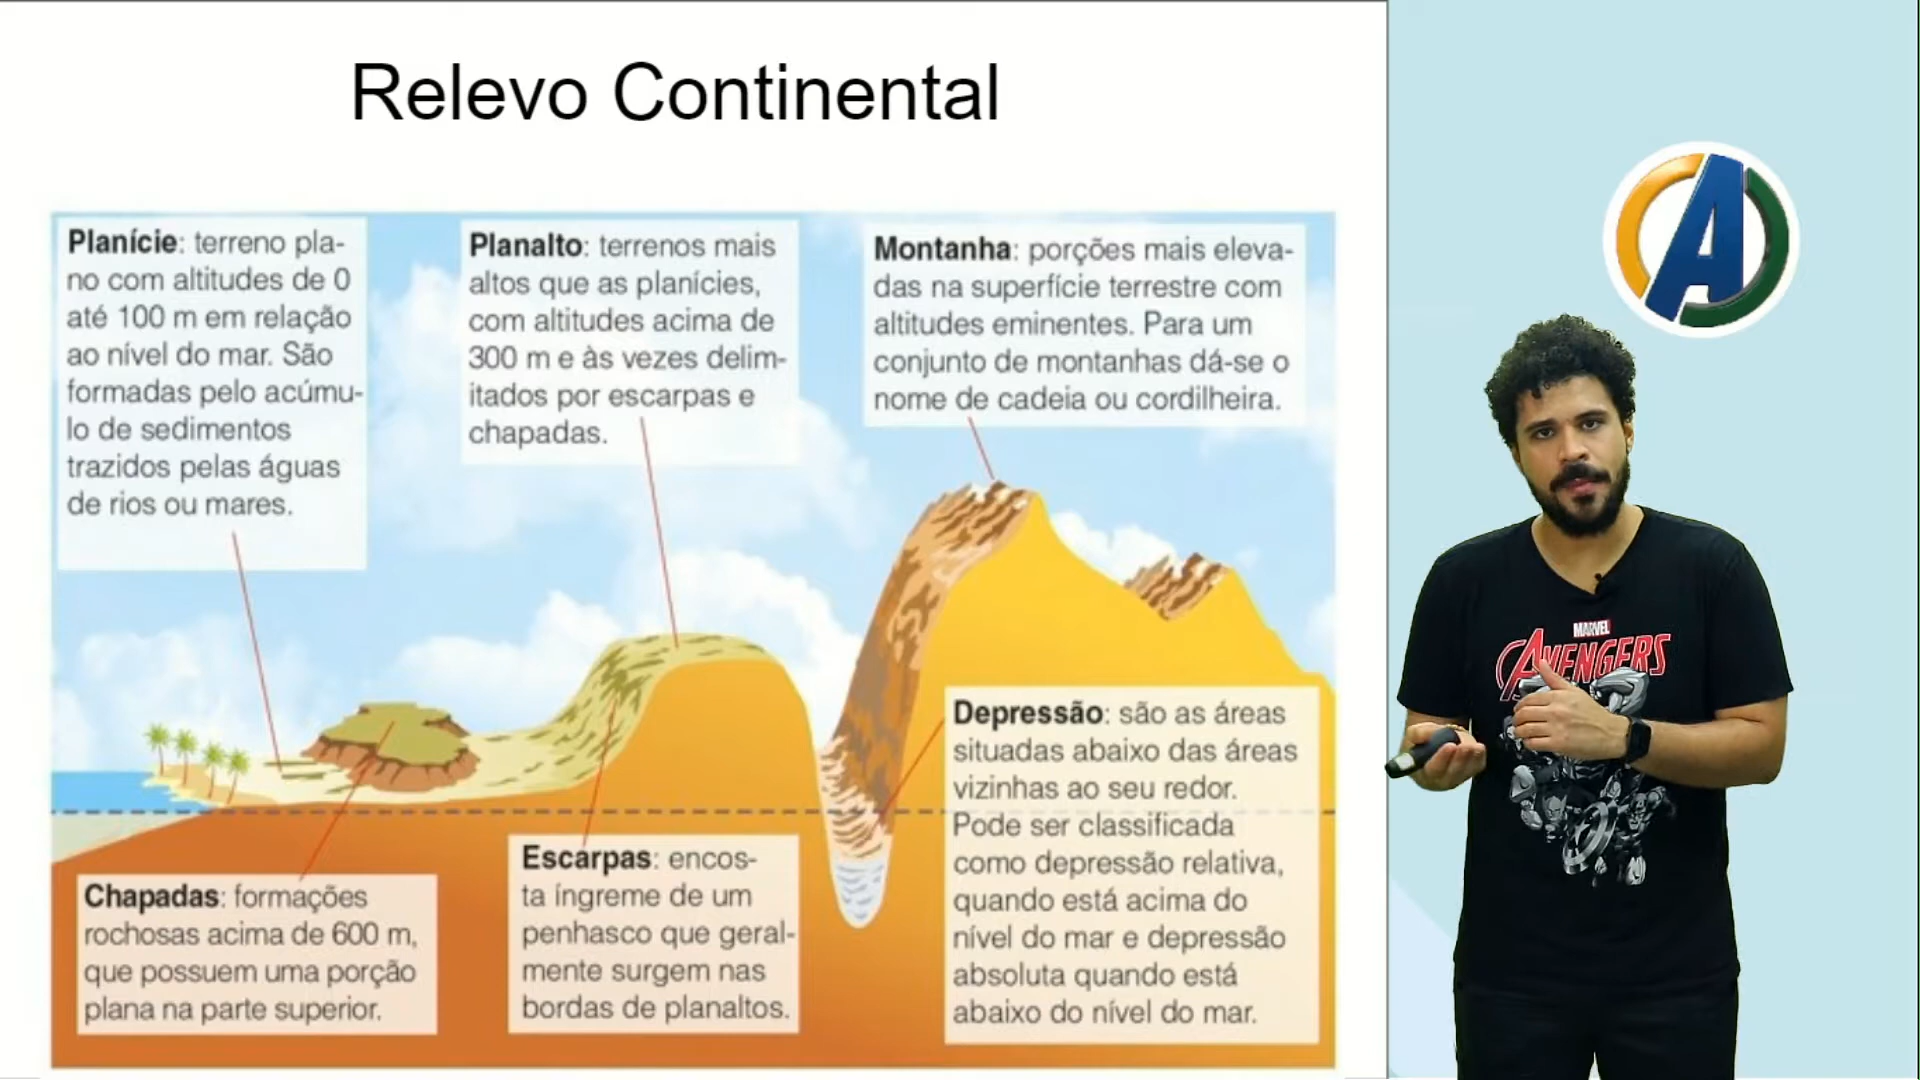 Relevo Continental
Planície: terreno pla-
no com altitudes de 0
até 100 m em relação
ao nível do mar. São
formadas pelo acúmu-
lo de sedimentos
trazidos pelas águas
de rios ou mares.
Planalto: terrenos mais
altos que as planícies,
com altitudes acima de
300 m e às vezes delim-
itados por escarpas e
chapadas.
Montanha: porções mais eleva-
das na superfície terrestre com
altitudes eminentes. Para um
conjunto de montanhas dá-se o
nome de cadeia ou cordilheira.
Chapadas: formações
rochosas acima de 600 m,
que possuem uma porção
plana na parte superior.
Escarpas: encos-
ta íngreme de um
penhasco que geral-
mente surgem nas
bordas de planaltos.
Depressão: são as áreas
situadas abaixo das áreas
vizinhas ao seu redor.
Pode ser classificada
como depressão relativa,
quando está acima do
nível do mar e depressão
absoluta quando está
abaixo do nível do mar.
A
MARVEL
AVENGERS